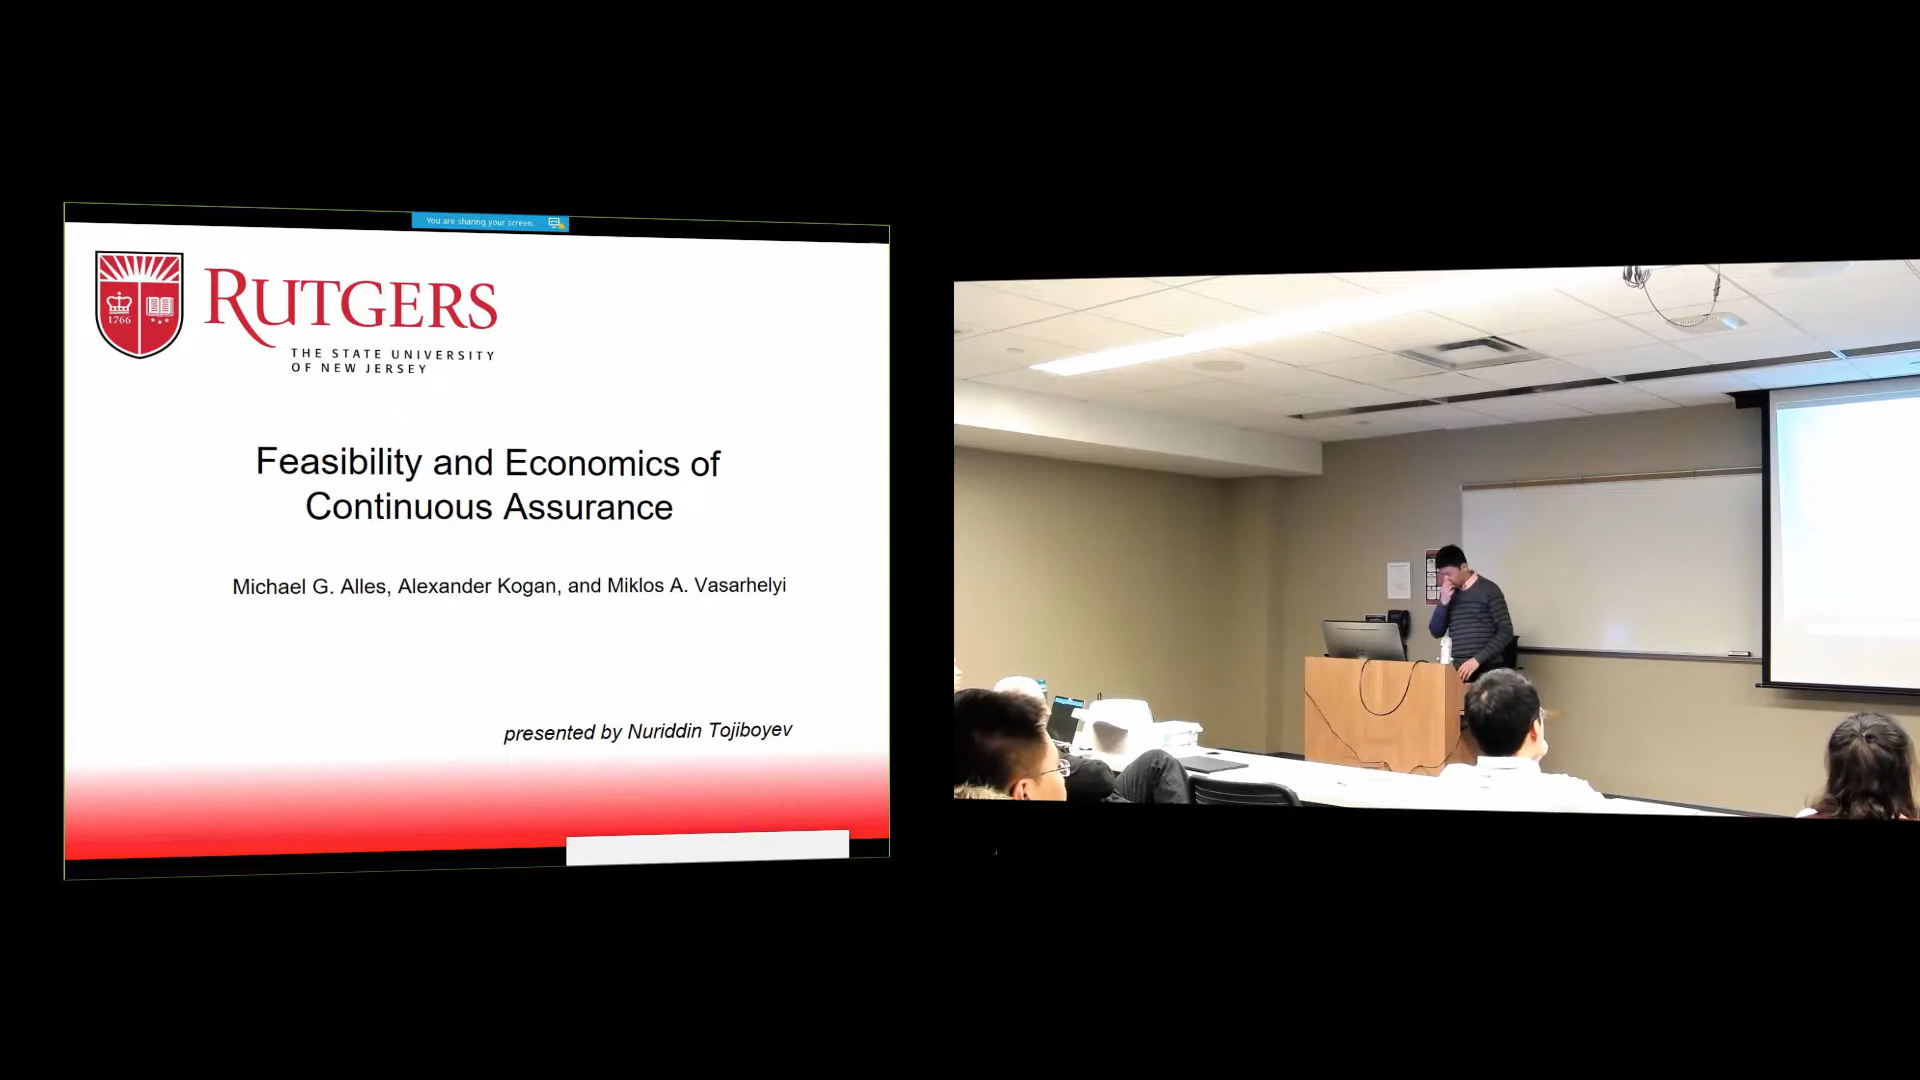 You are sharing your screen.
1766
RUTGERS
THE STATE UNIVERSITY
OF NEW JERSEY
Feasibility and Economics of
Continuous Assurance
Michael G. Alles, Alexander Kogan, and Miklos A. Vasarhelyi
presented by Nuriddin Tojiboyev